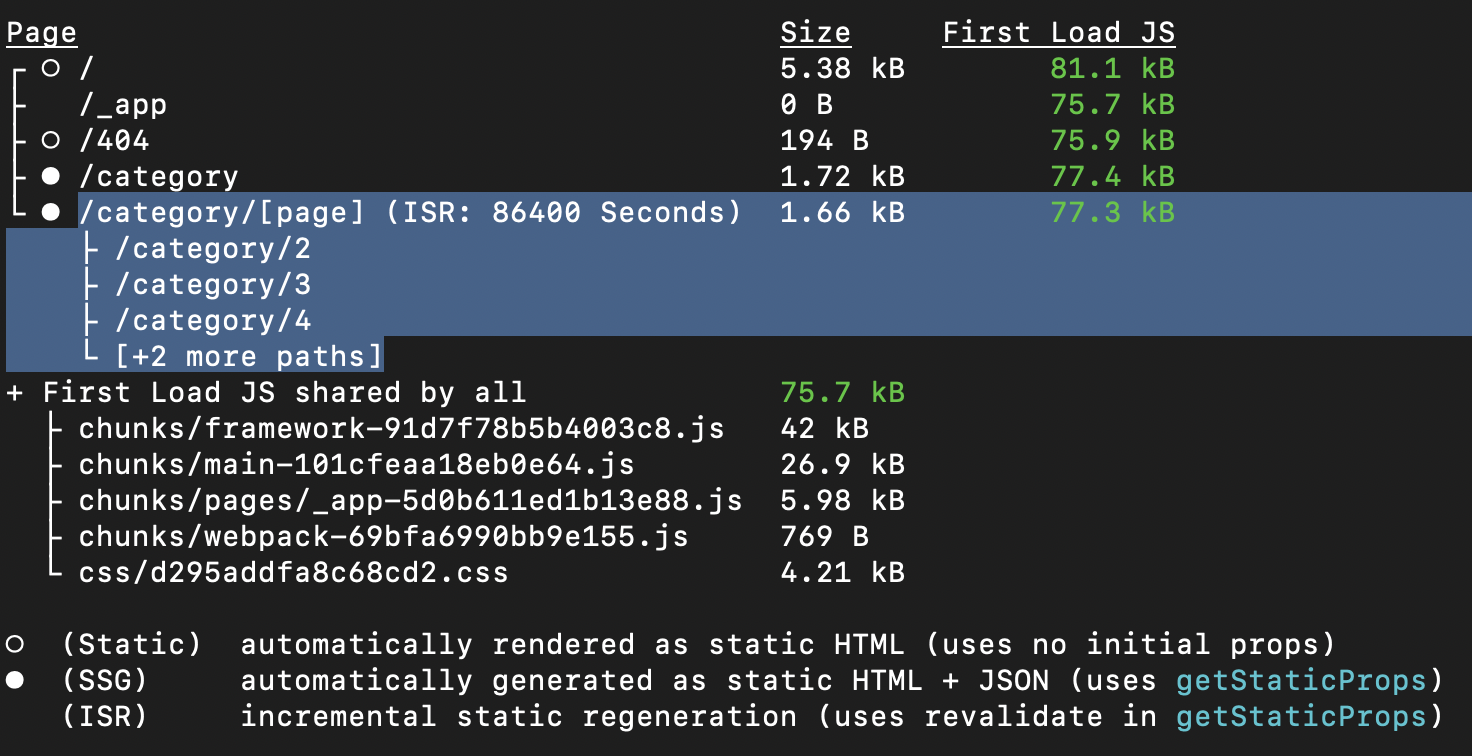 Page Size First Load JS
┌ ○ / 5.38 kB 81.1 kB
├   /_app 0 B 75.7 kB
├ ○ /404 194 B 75.9 kB
├ ● /category 1.72 kB 77.4 kB
└ ● /category/[page] (ISR: 86400 Seconds) 1.66 kB 77.3 kB
    ├ /category/2
    ├ /category/3
    ├ /category/4
    └ [+2 more paths]
+ First Load JS shared by all 75.7 kB
  ├ chunks/framework-91d7f78b5b4003c8.js 42 kB
  ├ chunks/main-101cfeaa18eb0e64.js 26.9 kB
  ├ chunks/pages/_app-5d0b611ed1b13e88.js 5.98 kB
  ├ chunks/webpack-69bfa6990bb9e155.js 769 B
  └ css/d295addfa8c68cd2.css 4.21 kB
○ (Static) automatically rendered as static HTML (uses no initial props)
● (SSG) automatically generated as static HTML + JSON (uses getStaticProps)
(ISR) incremental static regeneration (uses revalidate in getStaticProps)